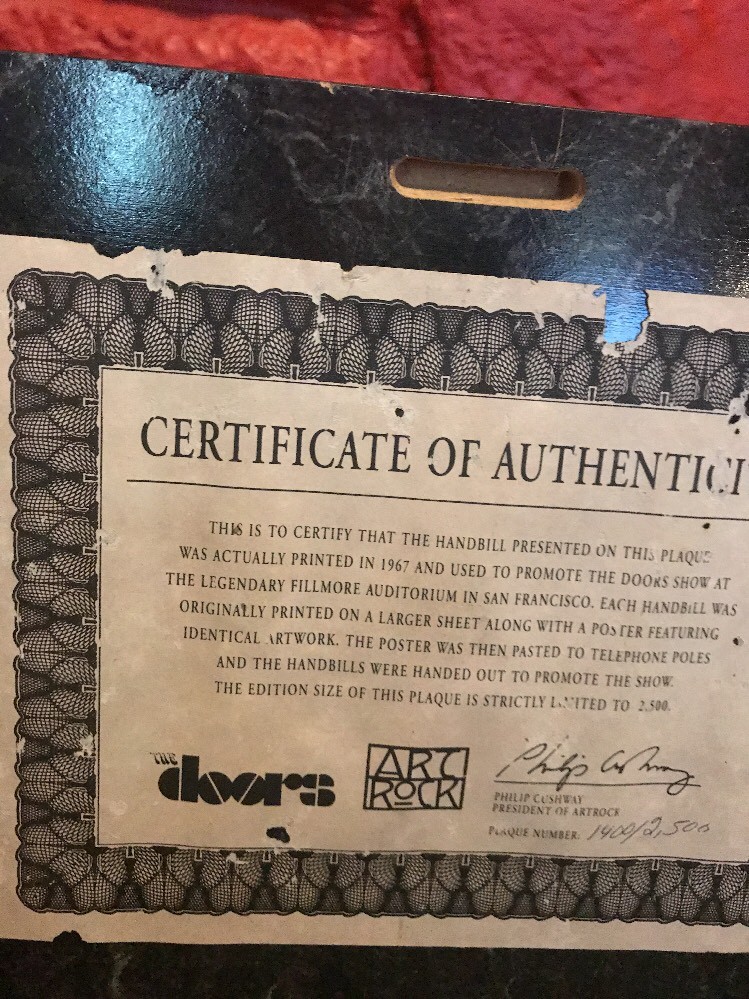 CERTIFICATE OF AUTHENTICI
THIS IS TO CERTIFY THAT THE HANDBILL PRESENTED ON THIS PLAQUE
WAS ACTUALLY PRINTED IN 1967 AND USED TO PROMOTE THE DOORS SHOW AT
THE LEGENDARY FILLMORE AUDITORIUM IN SAN FRANCISCO. EACH HANDBILL WAS
ORIGINALLY PRINTED ON A LARGER SHEET ALONG WITH A POSTER FEATURING
IDENTICAL ARTWORK. THE POSTER WAS THEN PASTED TO TELEPHONE POLES
AND THE HANDBILLS WERE HANDED OUT TO PROMOTE THE SHOW.
THE EDITION SIZE OF THIS PLAQUE IS STRICTLY LIMITED TO 2,500.
THE doors
ART ROCK
Philip Cushway
PHILIP CUSHWAY
PRESIDENT OF ARTROCK
PLAQUE NUMBER: 1400/2,500